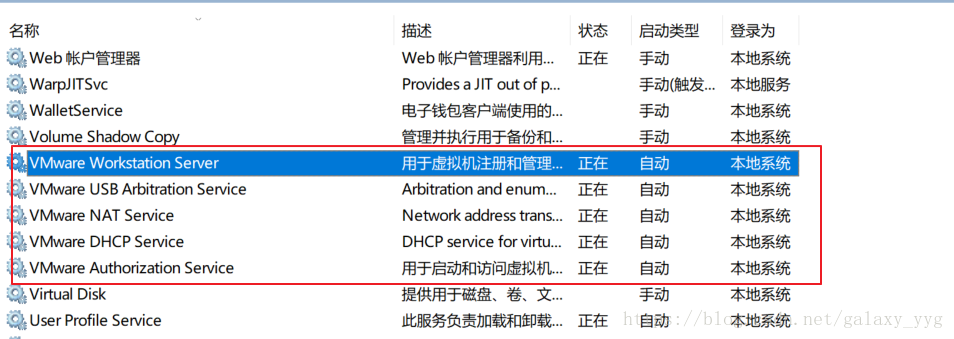 名称 描述 状态 启动类型 登录为
Web 帐户管理器 Web 帐户管理器利用... 正在 手动 本地系统
WarpJITSvc Provides a JIT out of p... 手动(触发... 本地服务
WalletService 电子钱包客户端使用的... 手动 本地系统
Volume Shadow Copy 管理并执行用于备份和... 手动 本地系统
VMware Workstation Server 用于虚拟机注册和管理... 正在 自动 本地系统
VMware USB Arbitration Service Arbitration and enum... 正在 自动 本地系统
VMware NAT Service Network address trans... 正在 自动 本地系统
VMware DHCP Service DHCP service for virtu... 正在 自动 本地系统
VMware Authorization Service 用于启动和访问虚拟机... 正在 自动 本地系统
Virtual Disk 提供用于磁盘、卷、文... 手动 本地系统
User Profile Service 此服务负责加载和卸载... 正在 自动 本地系统
galaxy_yyg